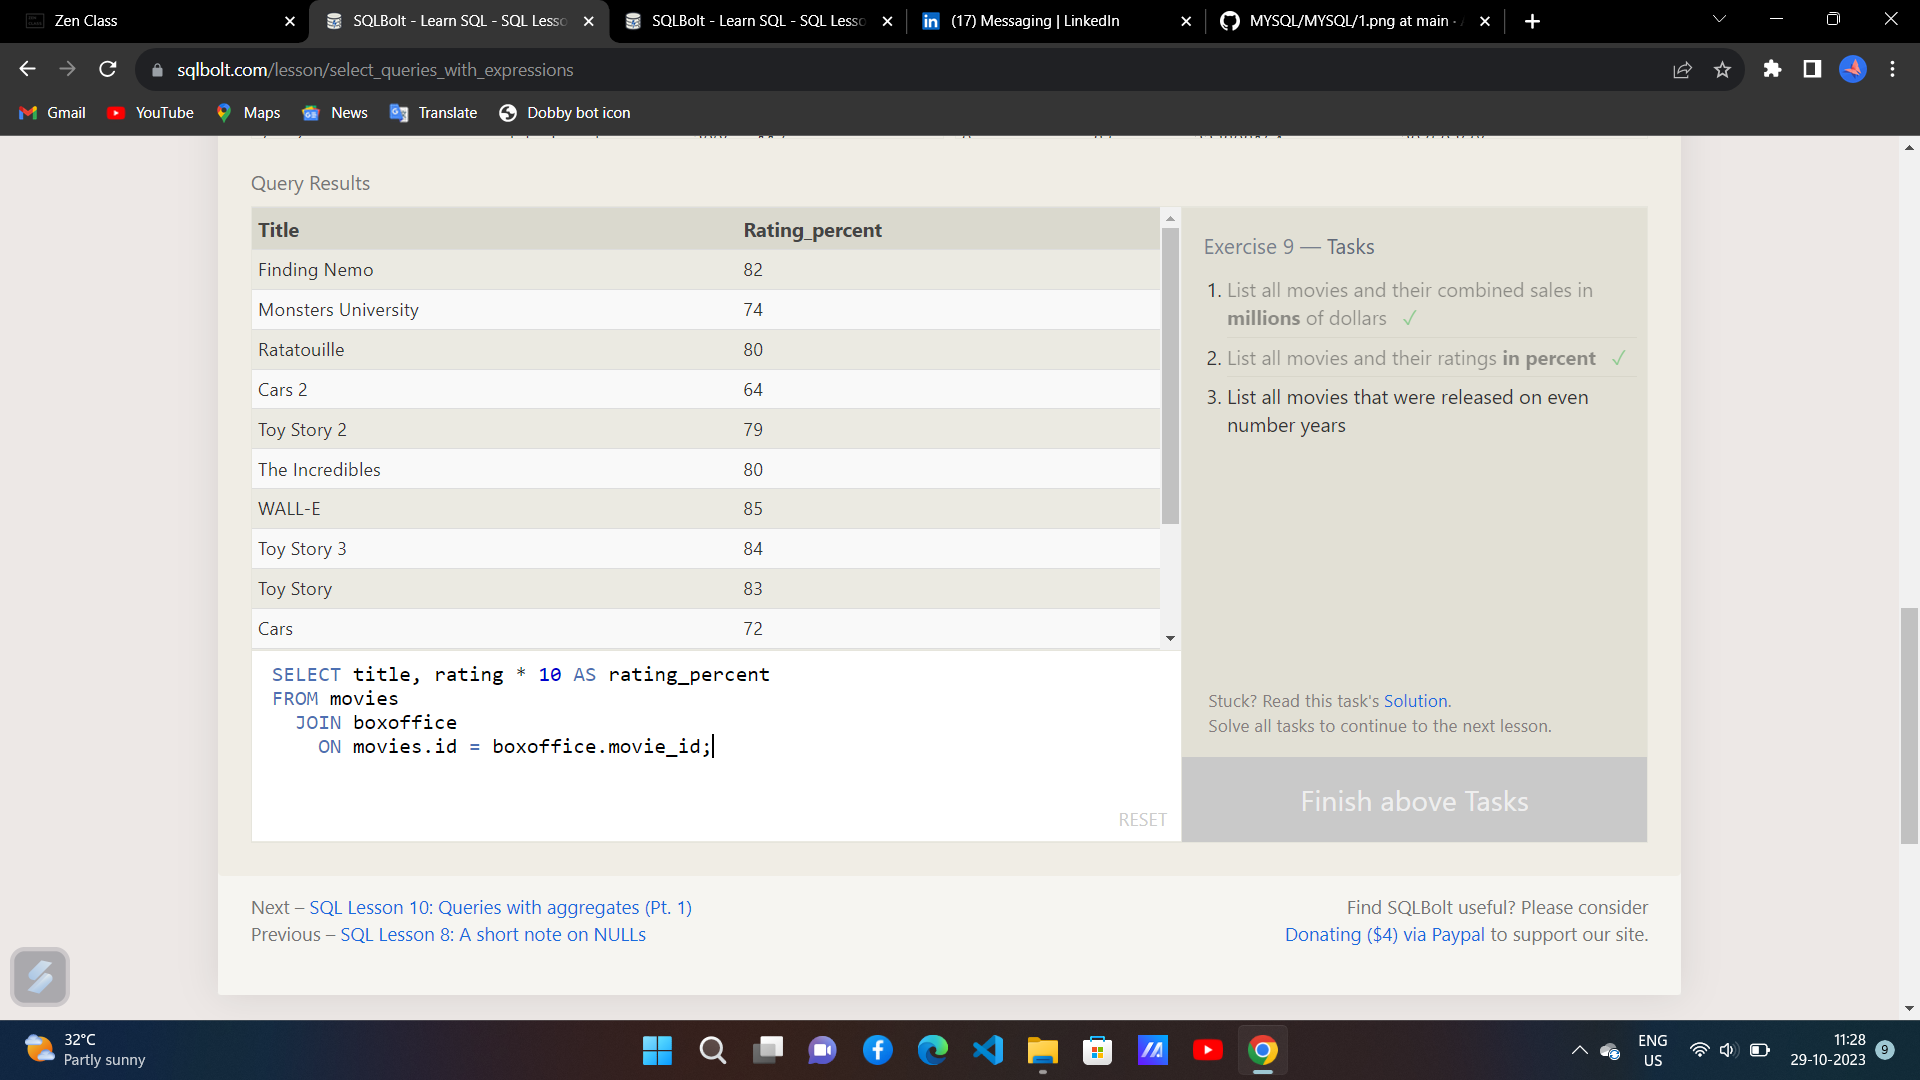 Zen Class
SQLBolt - Learn SQL - SQL Lesso
SQLBolt - Learn SQL - SQL Lesso
in (17) Messaging | LinkedIn
MYSQL/MYSQL/1.png at main ·
sqlbolt.com/lesson/select_queries_with_expressions
Gmail
YouTube
Maps
News
Translate
Dobby bot icon
Query Results
Title Rating_percent
Finding Nemo 82
Monsters University 74
Ratatouille 80
Cars 2 64
Toy Story 2 79
The Incredibles 80
WALL-E 85
Toy Story 3 84
Toy Story 83
Cars 72
SELECT title, rating * 10 AS rating_percent
FROM movies
JOIN boxoffice
ON movies.id = boxoffice.movie_id;
RESET
Exercise 9 — Tasks
1. List all movies and their combined sales in
millions of dollars ✓
2. List all movies and their ratings in percent ✓
3. List all movies that were released on even
number years
Stuck? Read this task's Solution.
Solve all tasks to continue to the next lesson.
Finish above Tasks
Next – SQL Lesson 10: Queries with aggregates (Pt. 1)
Previous – SQL Lesson 8: A short note on NULLs
Find SQLBolt useful? Please consider
Donating ($4) via Paypal to support our site.
32°C
Partly sunny
ENG
US
11:28
29-10-2023
9